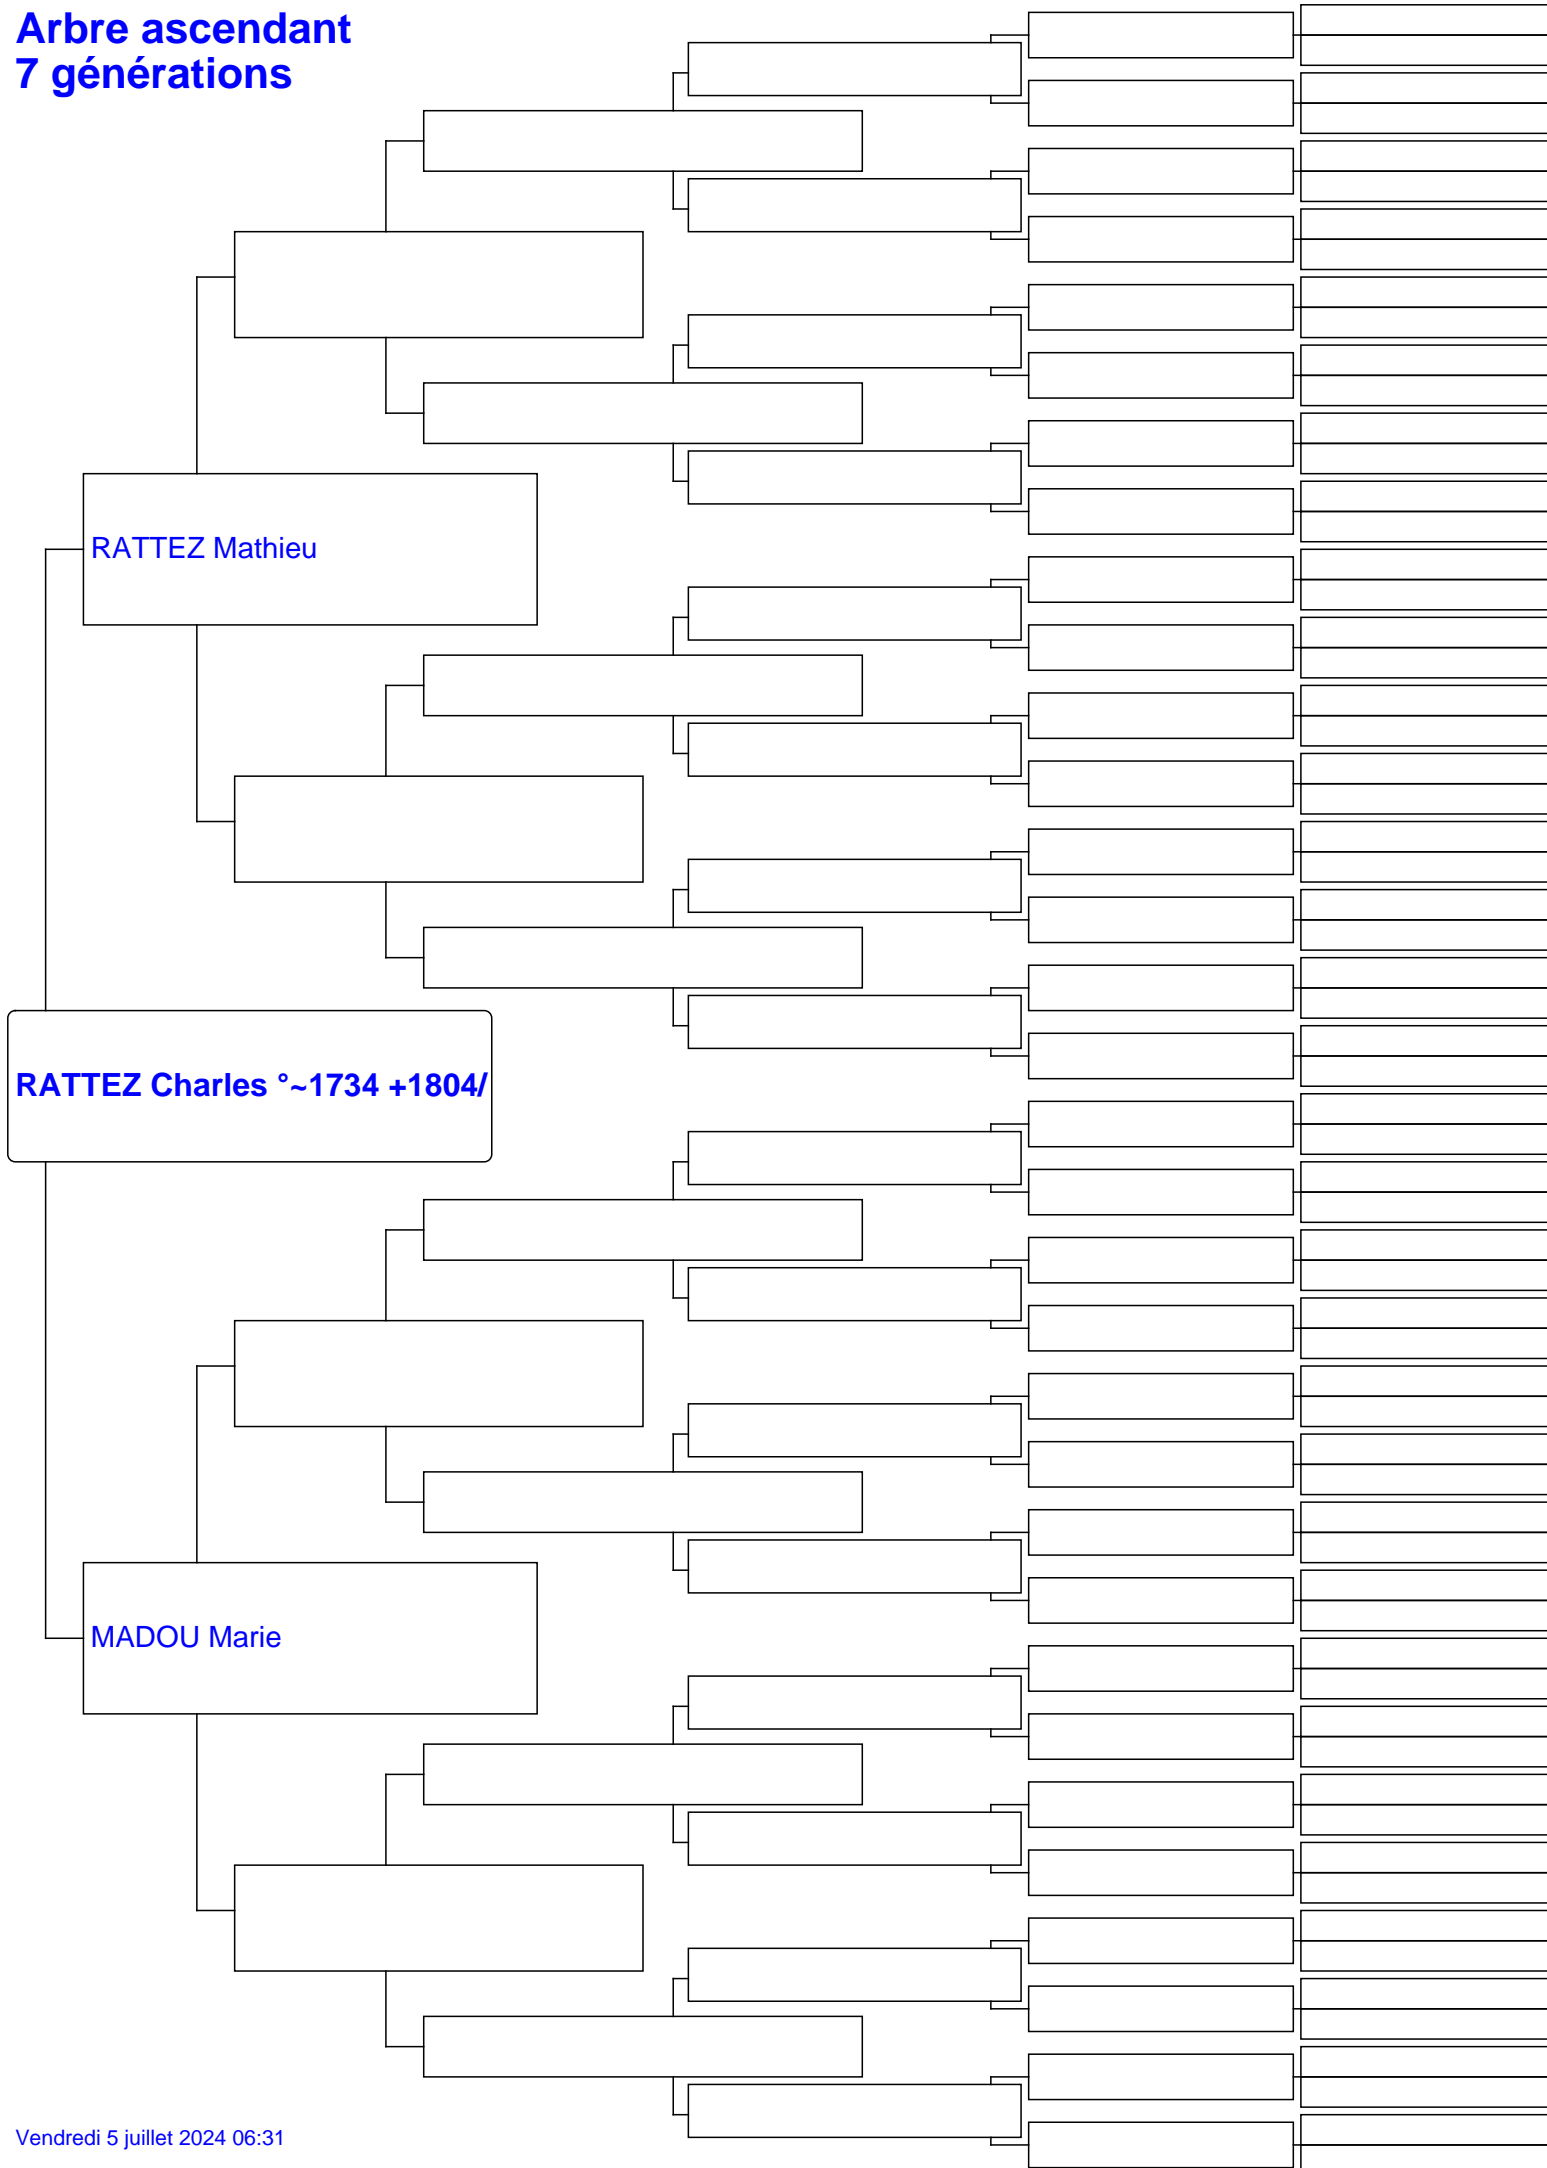 Arbre ascendant
7 générations
RATTEZ Mathieu
RATTEZ Charles °~1734 +1804/
MADOU Marie
Vendredi 5 juillet 2024 06:31